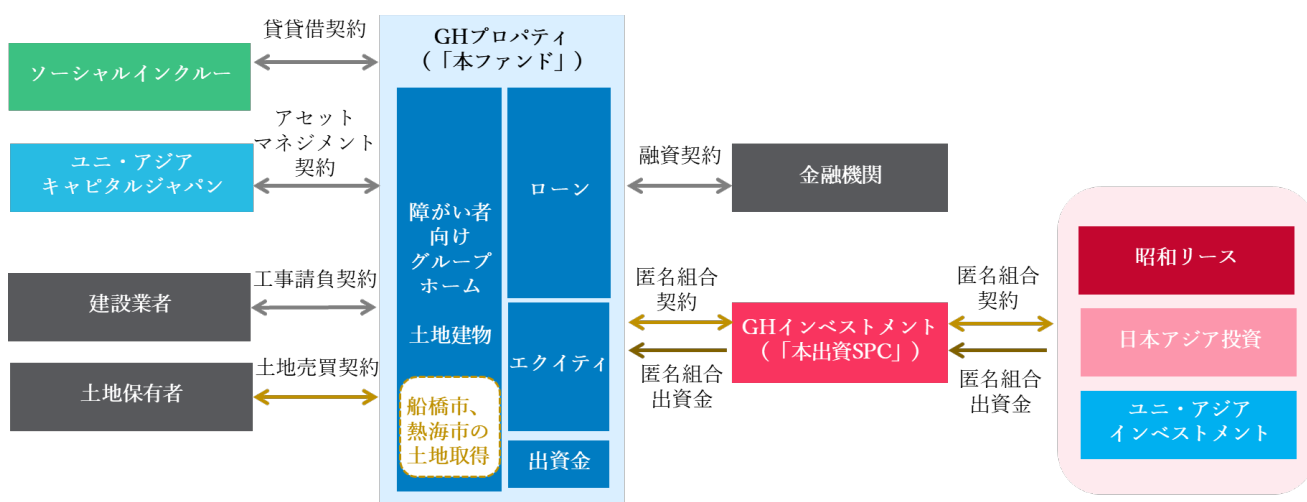 貸貸借契約
ソーシャルインクルー
アセット
マネジメント
契約
ユニ・アジア
キャピタルジャパン
工事請負契約
建設業者
土地売買契約
土地保有者
GHプロパティ
(「本ファンド」)
障がい者
向け
グループ
ホーム
土地建物
船橋市、
熱海市の
土地取得
ローン
エクイティ
出資金
融資契約
金融機関
匿名組合
契約
GHインベストメント
(「本出資SPC」)
匿名組合
出資金
匿名組合
契約
匿名組合
出資金
昭和リース
日本アジア投資
ユニ・アジア
インベストメント